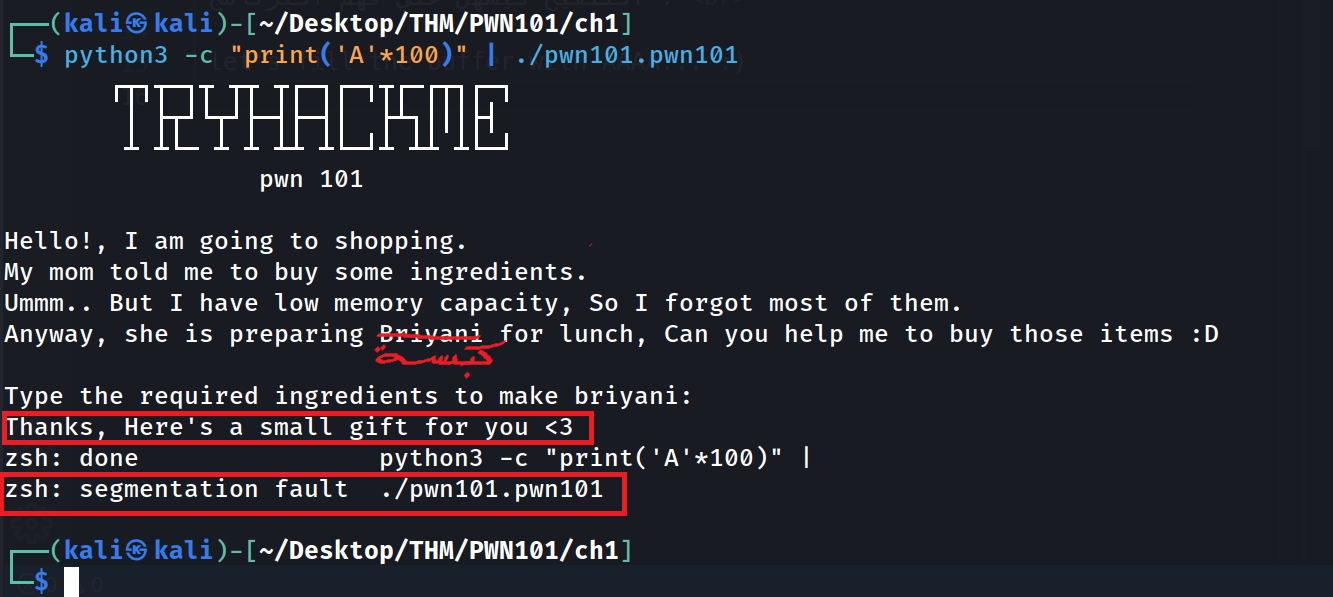 ┌──(kali㉿kali)-[~/Desktop/THM/PWN101/ch1]
└─$ python3 -c "print('A'*100)" | ./pwn101.pwn101
TRYHACKME
pwn 101
Hello!, I am going to shopping.
My mom told me to buy some ingredients.
Ummm.. But I have low memory capacity, So I forgot most of them.
Anyway, she is preparing Briyani for lunch, Can you help me to buy those items :D
كبسة
Type the required ingredients to make briyani:
Thanks, Here's a small gift for you <3
zsh: done                python3 -c "print('A'*100)" |
zsh: segmentation fault  ./pwn101.pwn101
┌──(kali㉿kali)-[~/Desktop/THM/PWN101/ch1]
└─$